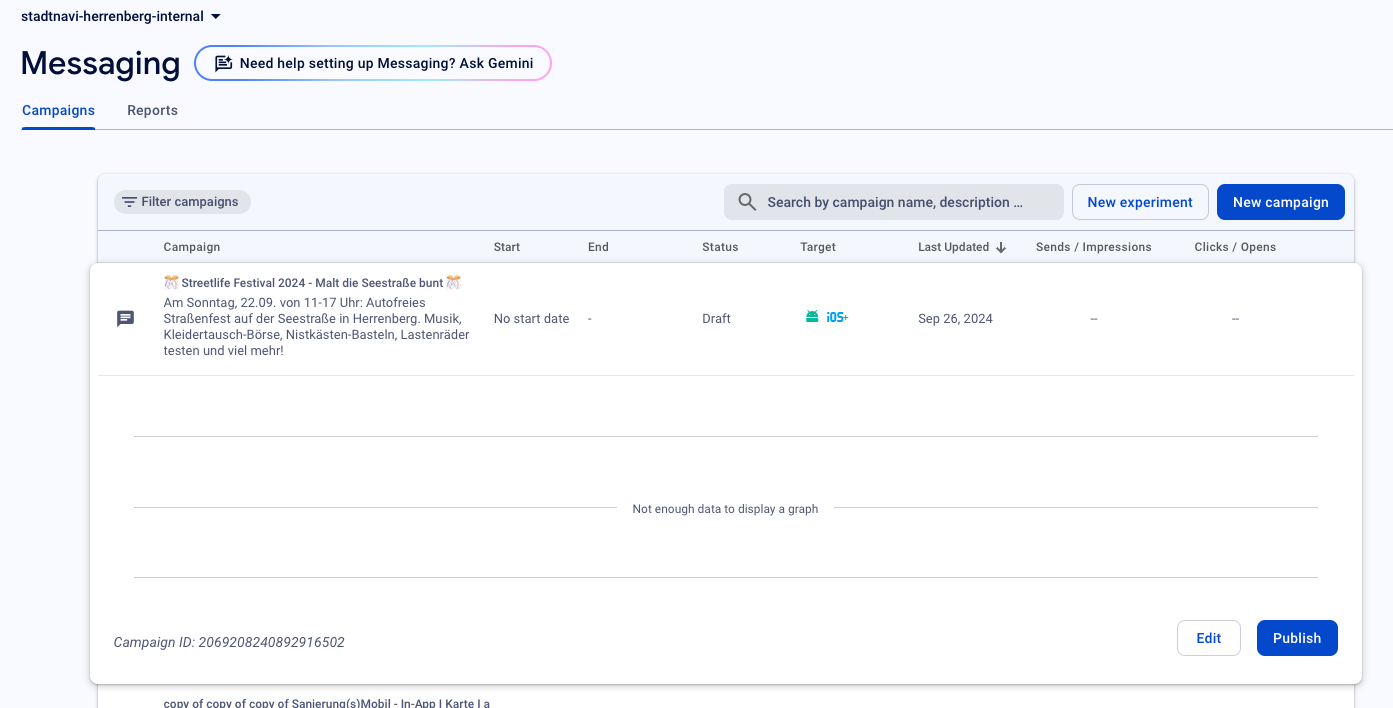 stadtnavi-herrenberg-internal
Messaging
Need help setting up Messaging? Ask Gemini
Campaigns
Reports
Filter campaigns
Search by campaign name, description ...
New experiment
New campaign
Campaign
Start
End
Status
Target
Last Updated
Sends / Impressions
Clicks / Opens
🎊 Streetlife Festival 2024 - Malt die Seestraße bunt 🎊
Am Sonntag, 22.09. von 11-17 Uhr: Autofreies
Straßenfest auf der Seestraße in Herrenberg. Musik,
Kleidertausch-Börse, Nistkästen-Basteln, Lastenräder
testen und viel mehr!
No start date
-
Draft
iOS+
Sep 26, 2024
--
--
Not enough data to display a graph
Campaign ID: 2069208240892916502
Edit
Publish
copy of copy of copy of Sanierung(s)Mobil - In-App | Karte | a